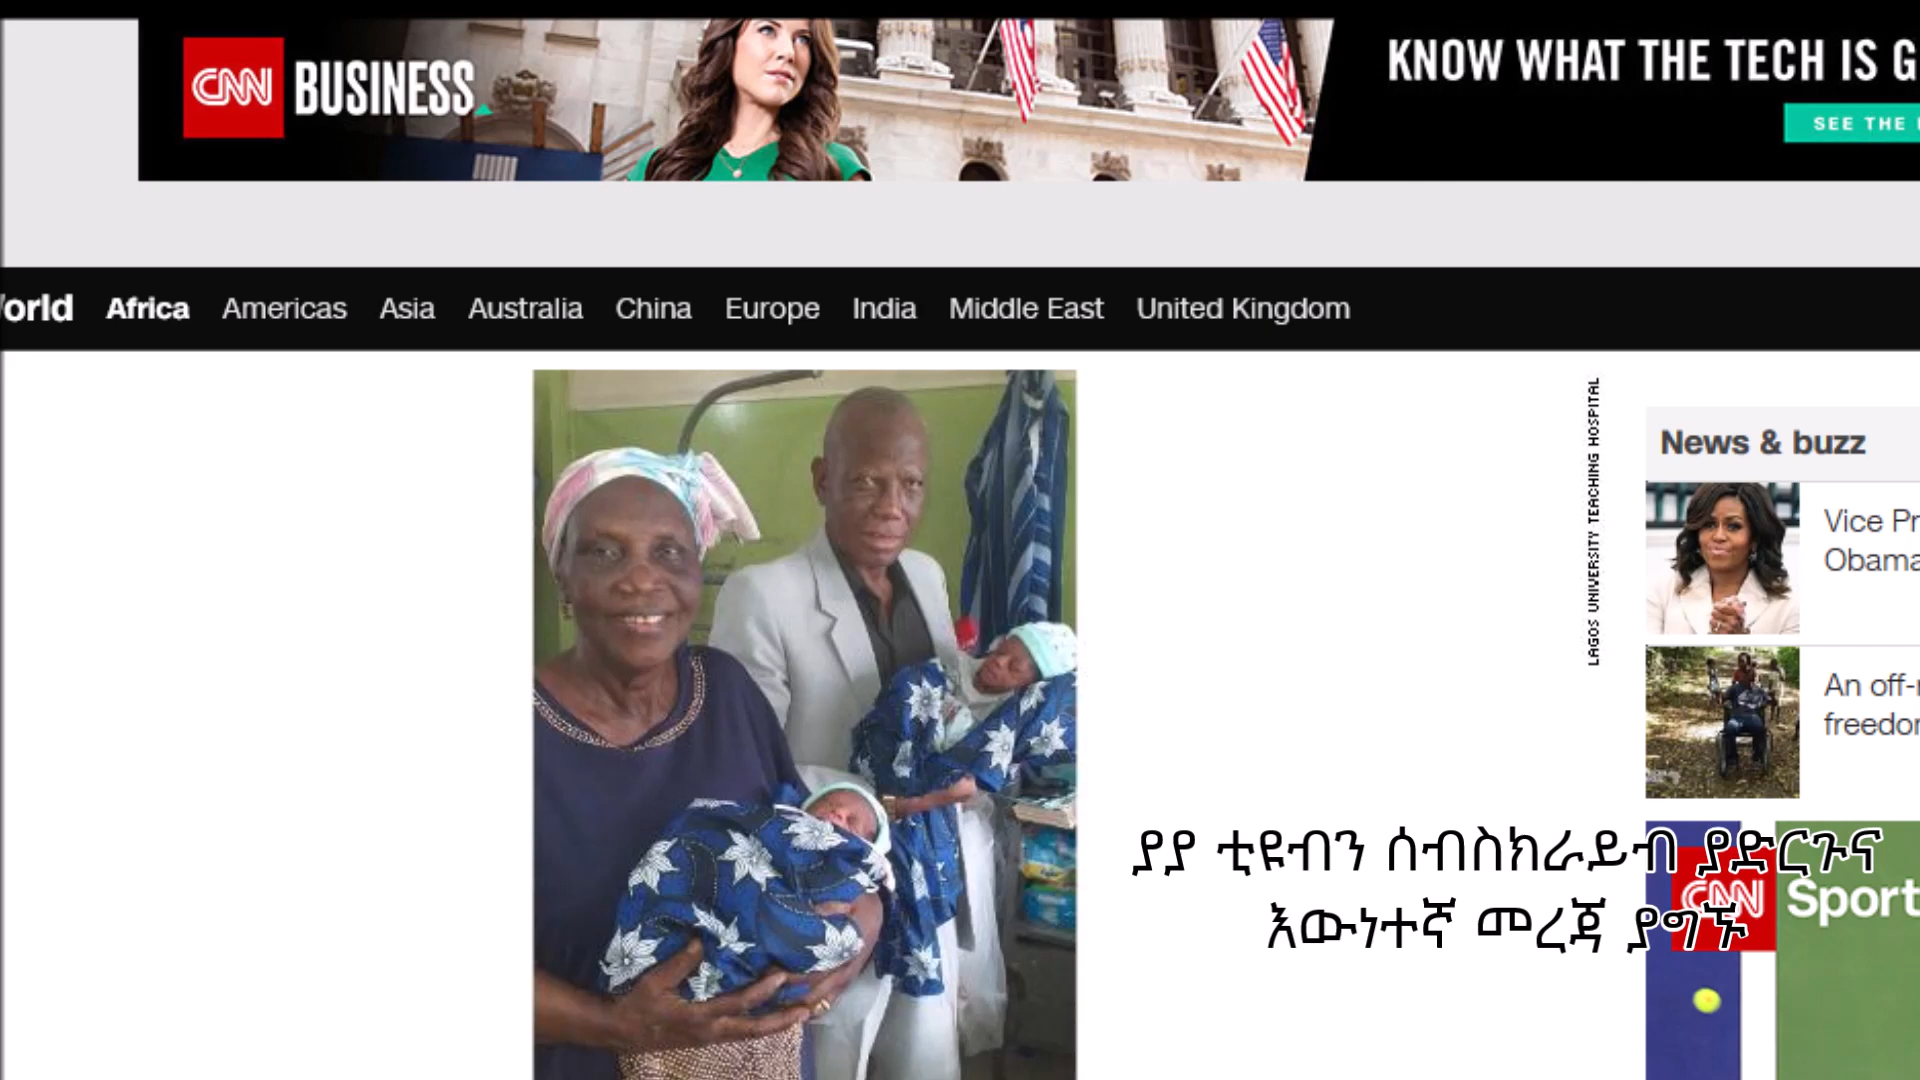 CNN BUSINESS
KNOW WHAT THE TECH IS G
SEE THE
orld Africa Americas Asia Australia China Europe India Middle East United Kingdom
LAGOS UNIVERSITY TEACHING HOSPITAL
News & buzz
Vice Pr
Obama
An off-
freedo
ያያ ቲዩብን ሰብስክራይብ ያድርጉና
እውነተኛ መረጃ ያግኙ
CNN Sport